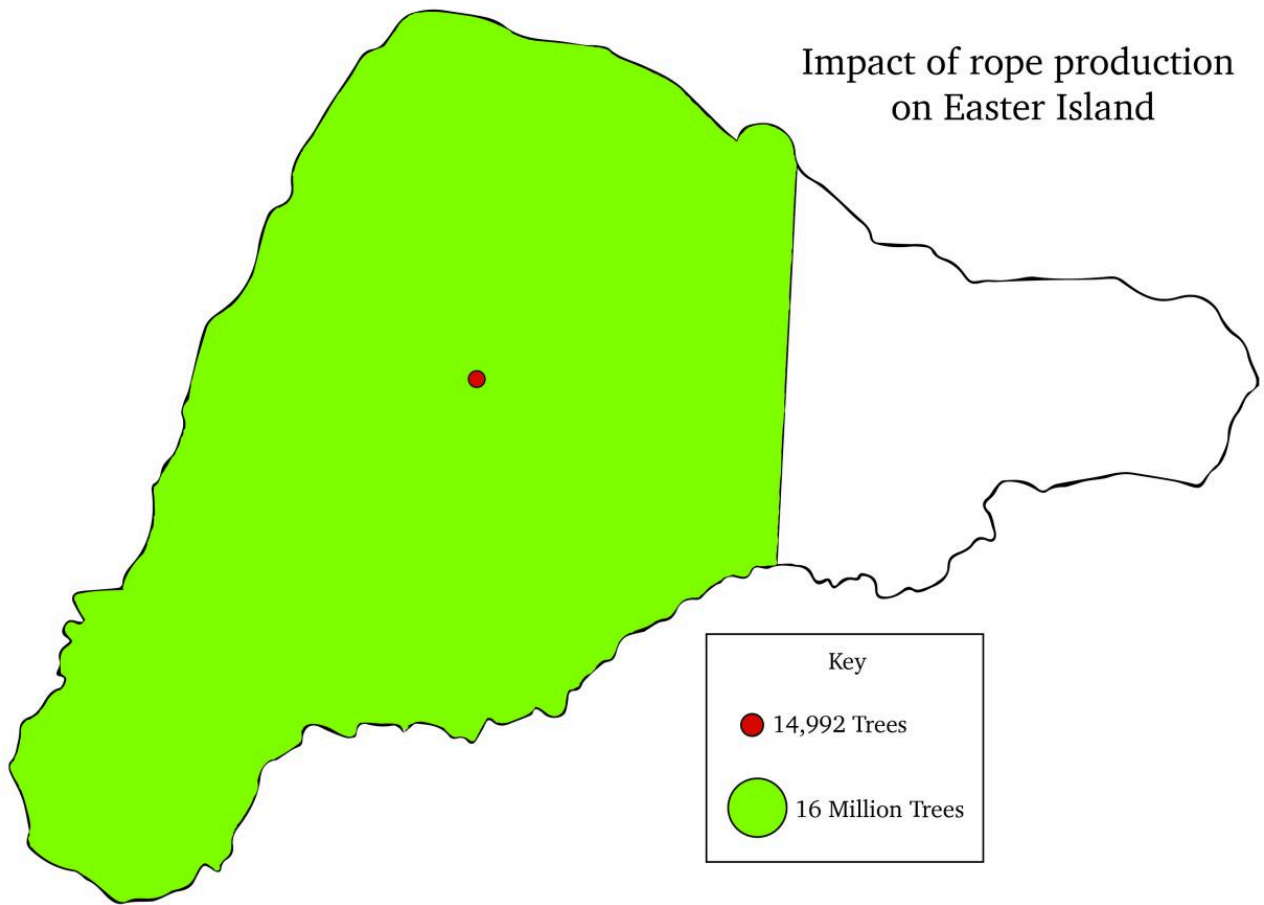 Impact of rope production
on Easter Island
Key
14,992 Trees
16 Million Trees